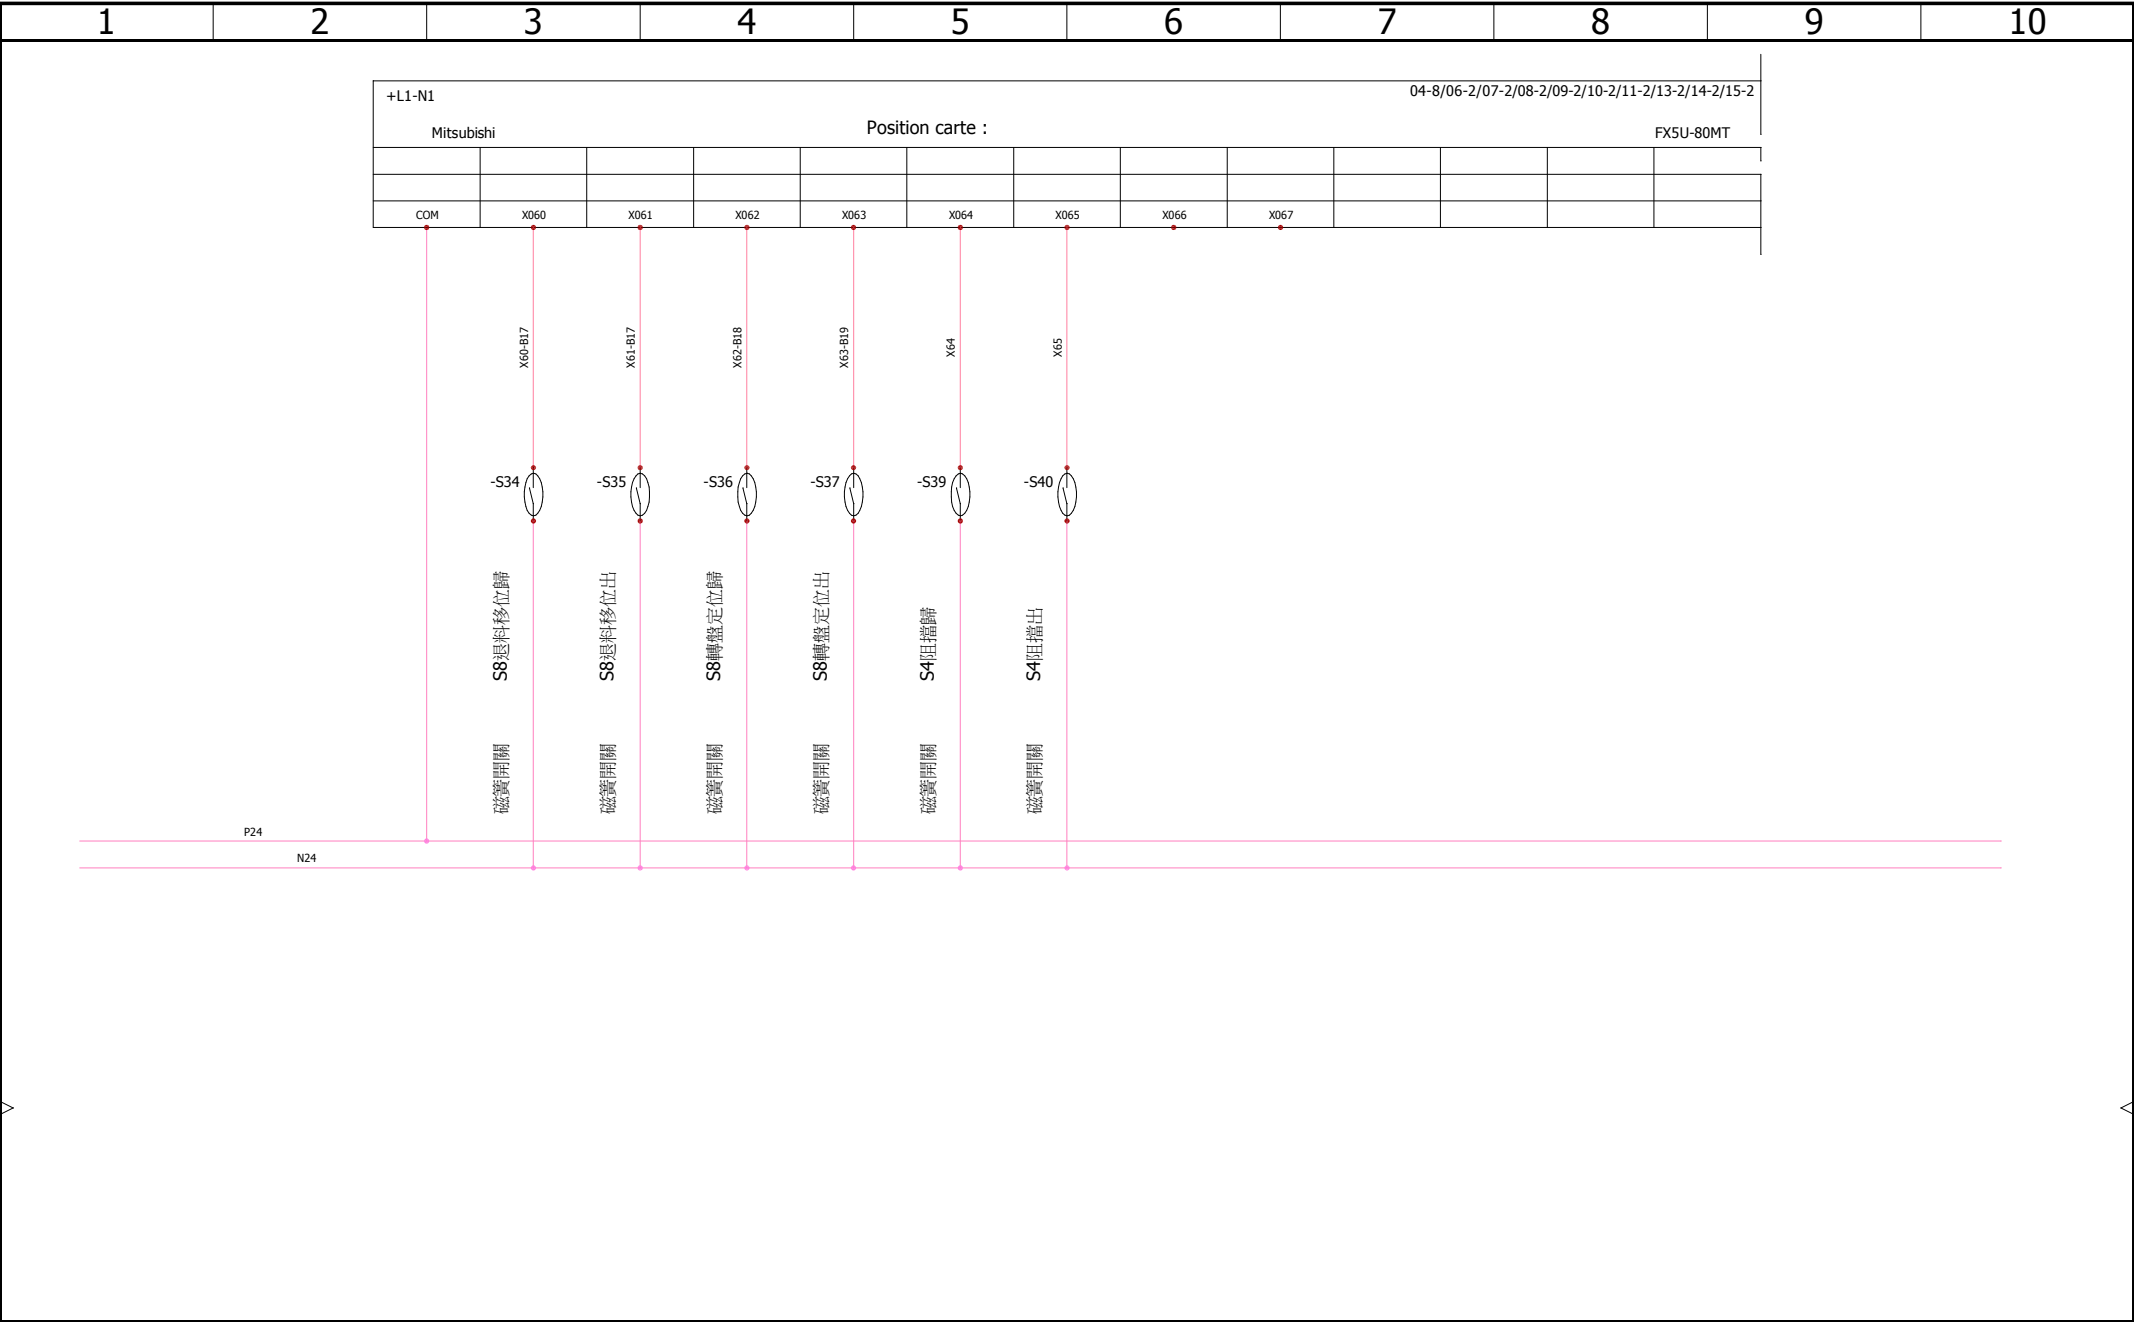 1 2 3 4 5 6 7 8 9 10
+L1-N1 04-8/06-2/07-2/08-2/09-2/10-2/11-2/13-2/14-2/15-2
Mitsubishi Position carte : FX5U-80MT
COM X060 X061 X062 X063 X064 X065 X066 X067
X60-B17
X61-B17
X62-B18
X63-B19
X64
X65
-S34 -S35 -S36 -S37 -S39 -S40
磁簧開關 S8退料移位歸
磁簧開關 S8退料移位出
磁簧開關 S8轉盤定位歸
磁簧開關 S8轉盤定位出
磁簧開關 S4阻擋歸
磁簧開關 S4阻擋出
P24
N24